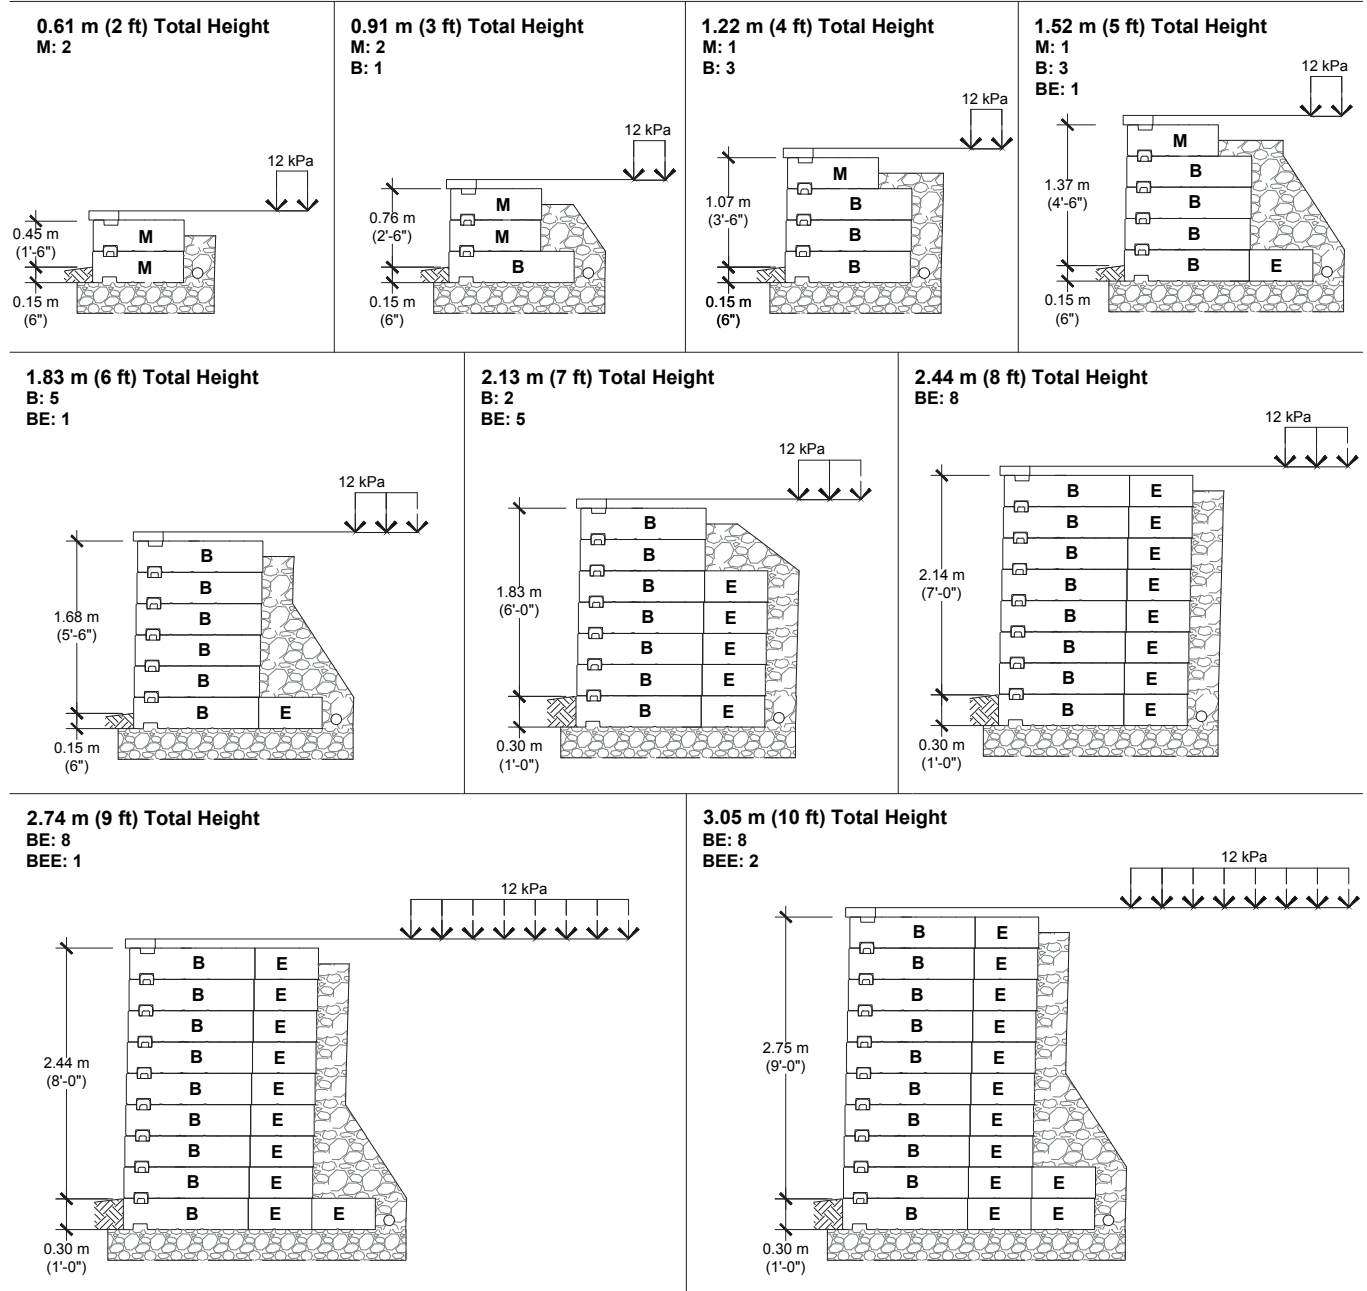 0.61 m (2 ft) Total Height
M: 2
12 kPa
0.45 m
(1'-6")
M
M
0.15 m
(6")
0.91 m (3 ft) Total Height
M: 2
B: 1
12 kPa
0.76 m
(2'-6")
M
M
B
0.15 m
(6")
1.22 m (4 ft) Total Height
M: 1
B: 3
12 kPa
1.07 m
(3'-6")
M
B
B
B
0.15 m
(6")
1.52 m (5 ft) Total Height
M: 1
B: 3
BE: 1
12 kPa
1.37 m
(4'-6")
M
B
B
B
B E
0.15 m
(6")
1.83 m (6 ft) Total Height
B: 5
BE: 1
12 kPa
1.68 m
(5'-6")
B
B
B
B
B
B E
0.15 m
(6")
2.13 m (7 ft) Total Height
B: 2
BE: 5
12 kPa
1.83 m
(6'-0")
B
B
B E
B E
B E
B E
B E
0.30 m
(1'-0")
2.44 m (8 ft) Total Height
BE: 8
12 kPa
2.14 m
(7'-0")
B E
B E
B E
B E
B E
B E
B E
B E
0.30 m
(1'-0")
2.74 m (9 ft) Total Height
BE: 8
BEE: 1
12 kPa
2.44 m
(8'-0")
B E
B E
B E
B E
B E
B E
B E
B E
B E E
0.30 m
(1'-0")
3.05 m (10 ft) Total Height
BE: 8
BEE: 2
12 kPa
2.75 m
(9'-0")
B E
B E
B E
B E
B E
B E
B E
B E
B E E
B E E
0.30 m
(1'-0")